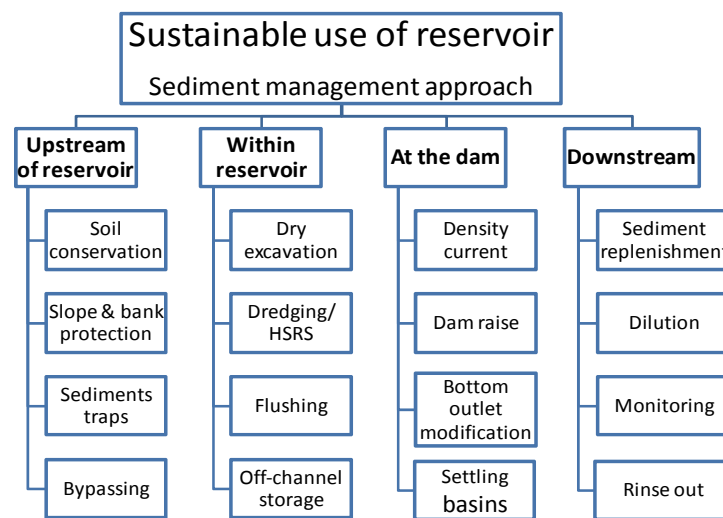 Sustainable use of reservoir
Sediment management approach
Upstream
of reservoir
Soil
conservation
Slope & bank
protection
Sediments
traps
Bypassing
Within
reservoir
Dry
excavation
Dredging/
HSRS
Flushing
Off-channel
storage
At the dam
Density
current
Dam raise
Bottom
outlet
modification
Settling
basins
Downstream
Sediment
replenishment
Dilution
Monitoring
Rinse out